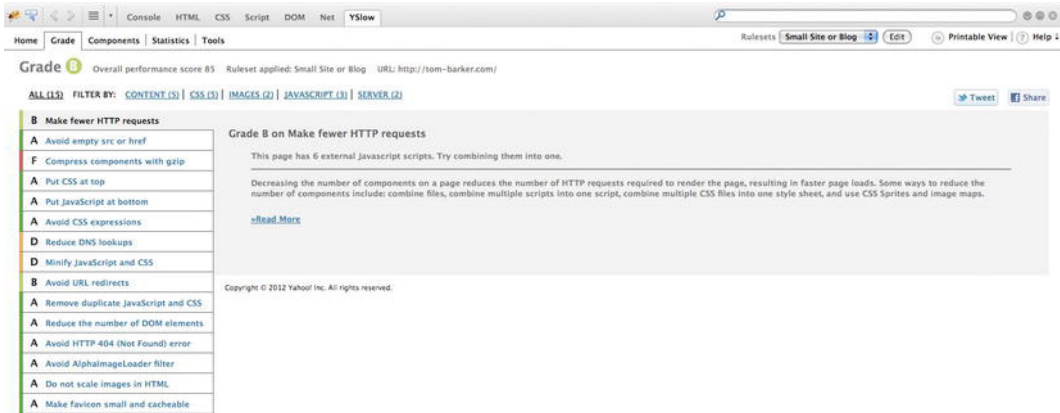 Console HTML CSS Script DOM Net YSlow
Home Grade Components Statistics Tools Rulesets Small Site or Blog Edit Printable View ? Help
Grade B Overall performance score 85 Ruleset applied: Small Site or Blog URL: http://tom-barker.com/
ALL (15) FILTER BY: CONTENT (5) CSS (5) IMAGES (2) JAVASCRIPT (3) SERVER (2) Tweet Share
B Make fewer HTTP requests
A Avoid empty src or href
F Compress components with gzip
A Put CSS at top
A Put JavaScript at bottom
A Avoid CSS expressions
D Reduce DNS lookups
D Minify JavaScript and CSS
B Avoid URL redirects
A Remove duplicate JavaScript and CSS
A Reduce the number of DOM elements
A Avoid HTTP 404 (Not Found) error
A Avoid AlphaImageLoader filter
A Do not scale images in HTML
A Make favicon small and cacheable
Grade B on Make fewer HTTP requests
This page has 6 external Javascript scripts. Try combining them into one.
Decreasing the number of components on a page reduces the number of HTTP requests required to render the page, resulting in faster page loads. Some ways to reduce the
number of components include: combine files, combine multiple scripts into one script, combine multiple CSS files into one style sheet, and use CSS Sprites and image maps.
»Read More
Copyright © 2012 Yahoo! Inc. All rights reserved.